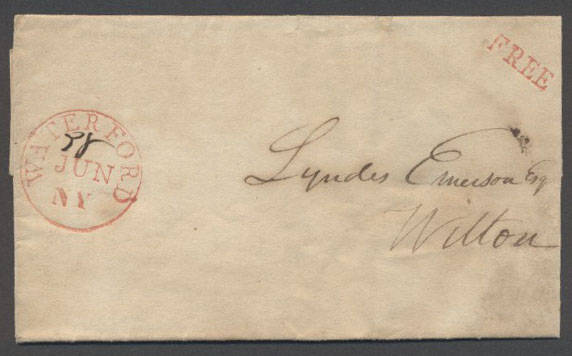 FREE
WATERFORD
28
JUN
NY
Lyndes Emerson Esq
Wilton